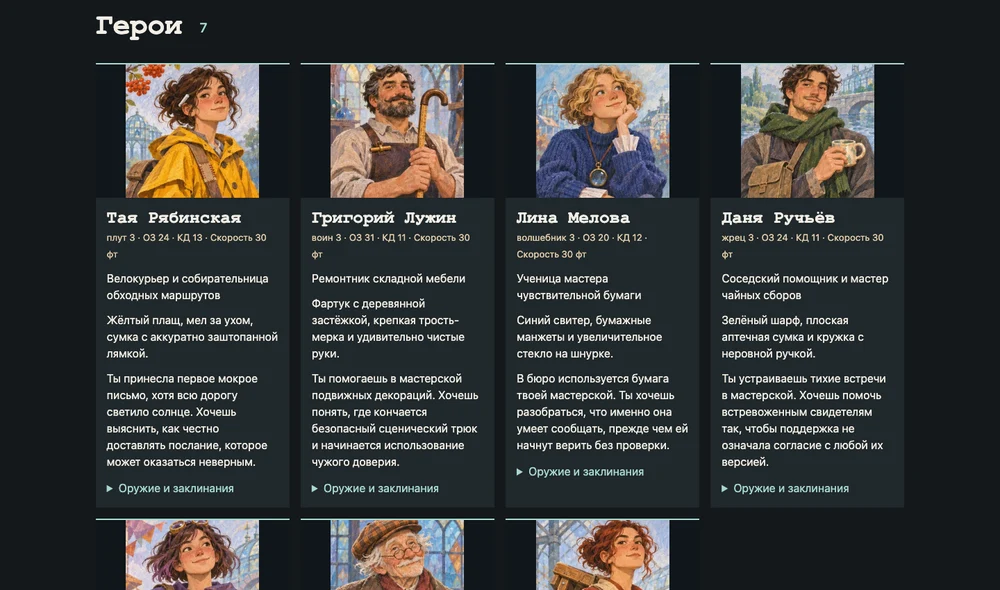 Герои 7
Тая Рябинская
плут 3 · ОЗ 24 · КД 13 · Скорость 30
фт
Велокурьер и собирательница
обходных маршрутов
Жёлтый плащ, мел за ухом,
сумка с аккуратно заштопанной
лямкой.
Ты принесла первое мокрое
письмо, хотя всю дорогу
светило солнце. Хочешь
выяснить, как честно
доставлять послание, которое
может оказаться неверным.
▶ Оружие и заклинания
Григорий Лужин
воин 3 · ОЗ 31 · КД 11 · Скорость 30
фт
Ремонтник складной мебели
Фартук с деревянной
застёжкой, крепкая трость-
мерка и удивительно чистые
руки.
Ты помогаешь в мастерской
подвижных декораций. Хочешь
понять, где кончается
безопасный сценический трюк
и начинается использование
чужого доверия.
▶ Оружие и заклинания
Лина Мелова
волшебник 3 · ОЗ 20 · КД 12 ·
Скорость 30 фт
Ученица мастера
чувствительной бумаги
Синий свитер, бумажные
манжеты и увеличительное
стекло на шнурке.
В бюро используется бумага
твоей мастерской. Ты хочешь
разобраться, что именно она
умеет сообщать, прежде чем ей
начнут верить без проверки.
▶ Оружие и заклинания
Даня Ручьёв
жрец 3 · ОЗ 24 · КД 11 · Скорость 30
фт
Соседский помощник и мастер
чайных сборов
Зелёный шарф, плоская
аптечная сумка и кружка с
неровной ручкой.
Ты устраиваешь тихие встречи
в мастерской. Хочешь помочь
встревоженным свидетелям
так, чтобы поддержка не
означала согласие с любой их
версией.
▶ Оружие и заклинания